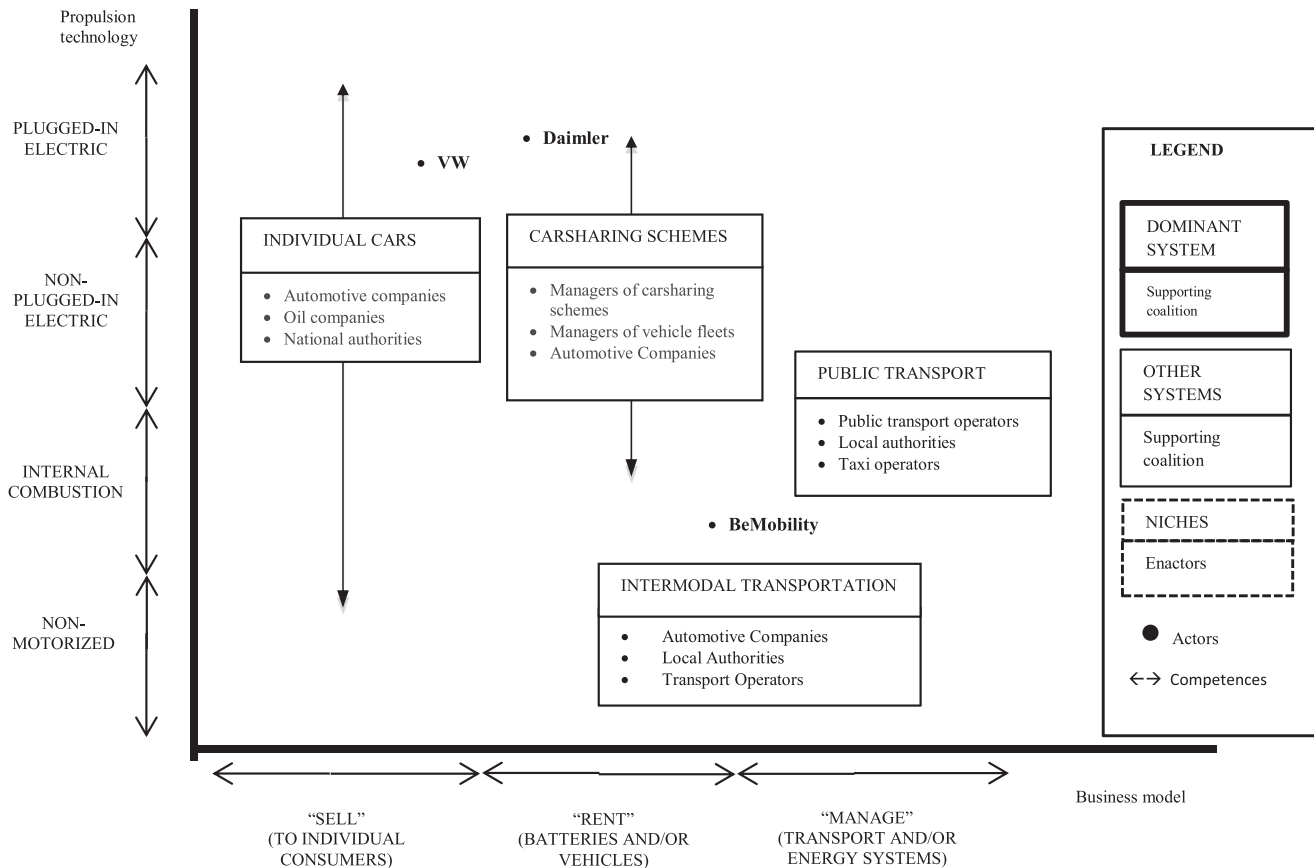 Propulsion
technology
PLUGGED-IN
ELECTRIC
NON-
PLUGGED-IN
ELECTRIC
INTERNAL
COMBUSTION
NON-
MOTORIZED
• VW
• Daimler
INDIVIDUAL CARS
• Automotive companies
• Oil companies
• National authorities
CARSHARING SCHEMES
• Managers of carsharing
schemes
• Managers of vehicle fleets
• Automotive Companies
PUBLIC TRANSPORT
• Public transport operators
• Local authorities
• Taxi operators
• BeMobility
INTERMODAL TRANSPORTATION
• Automotive Companies
• Local Authorities
• Transport Operators
LEGEND
DOMINANT
SYSTEM
Supporting
coalition
OTHER
SYSTEMS
Supporting
coalition
NICHES
Enactors
Actors
Competences
“SELL”
(TO INDIVIDUAL
CONSUMERS)
“RENT”
(BATTERIES AND/OR
VEHICLES)
“MANAGE”
(TRANSPORT AND/OR
ENERGY SYSTEMS)
Business model